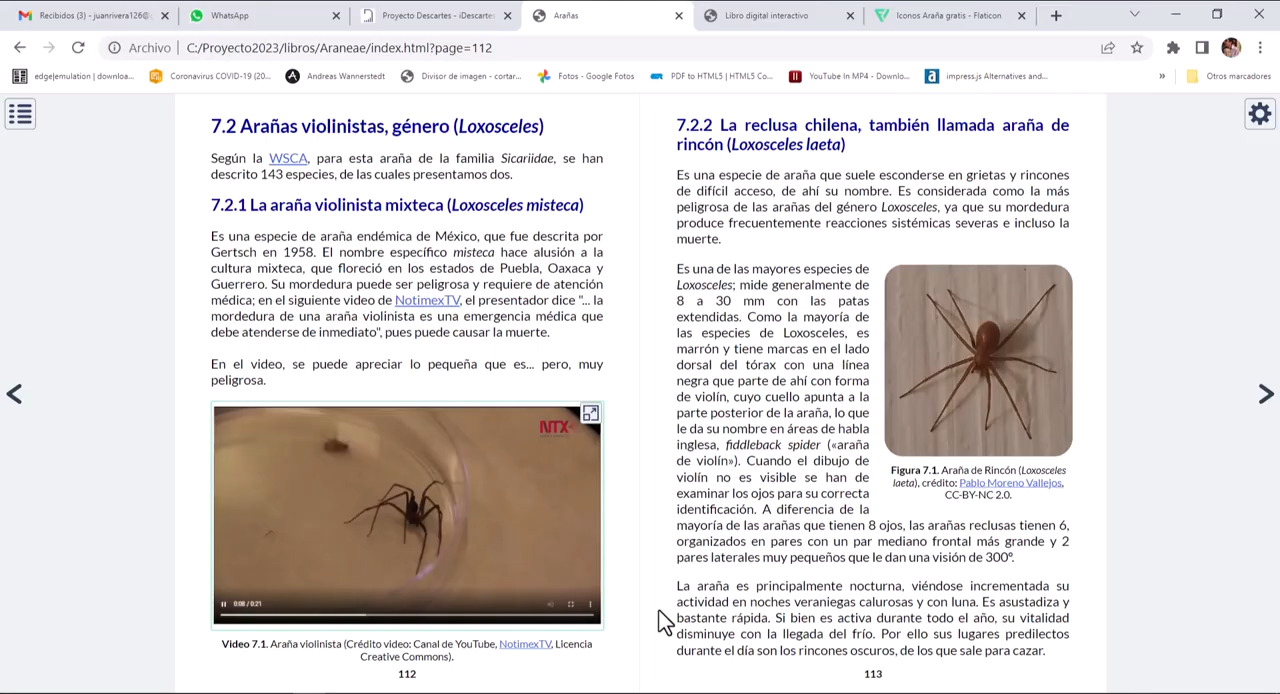 Recibidos (3) - juanrivera126@
WhatsApp
Proyecto Descartes - iDescartes
Arañas
Libro digital interactivo
Iconos Araña gratis - Flaticon
Archivo
C:/Proyecto2023/libros/Araneae/index.html?page=112
edgejemulation | downloa...
Coronavirus COVID-19 (20...
Andreas Wannerstedt
Divisor de imagen - cortar...
Fotos - Google Fotos
PDF to HTML5 | HTML5 Co...
YouTube In MP4 - Downlo...
impress.js Alternatives and...
»
Otros marcadores
7.2 Arañas violinistas, género (Loxosceles)
Según la WSCA, para esta araña de la familia Sicariidae, se han
descrito 143 especies, de las cuales presentamos dos.
7.2.1 La araña violinista mixteca (Loxosceles misteca)
Es una especie de araña endémica de México, que fue descrita por
Gertsch en 1958. El nombre específico misteca hace alusión a la
cultura mixteca, que floreció en los estados de Puebla, Oaxaca y
Guerrero. Su mordedura puede ser peligrosa y requiere de atención
médica; en el siguiente video de NotimexTV, el presentador dice "... la
mordedura de una araña violinista es una emergencia médica que
debe atenderse de inmediato", pues puede causar la muerte.
En el video, se puede apreciar lo pequeña que es... pero, muy
peligrosa.
NTX
0:08 / 0:21
Video 7.1. Araña violinista (Crédito video: Canal de YouTube, NotimexTV, Licencia
Creative Commons).
112
7.2.2 La reclusa chilena, también llamada araña de
rincón (Loxosceles laeta)
Es una especie de araña que suele esconderse en grietas y rincones
de difícil acceso, de ahí su nombre. Es considerada como la más
peligrosa de las arañas del género Loxosceles, ya que su mordedura
produce frecuentemente reacciones sistémicas severas e incluso la
muerte.
Es una de las mayores especies de
Loxosceles; mide generalmente de
8 a 30 mm con las patas
extendidas. Como la mayoría de
las especies de Loxosceles, es
marrón y tiene marcas en el lado
dorsal del tórax con una línea
negra que parte de ahí con forma
de violín, cuyo cuello apunta a la
parte posterior de la araña, lo que
le da su nombre en áreas de habla
inglesa, fiddleback spider («araña
de violín»). Cuando el dibujo de
violín no es visible se han de
examinar los ojos para su correcta
identificación. A diferencia de la
mayoría de las arañas que tienen 8 ojos, las arañas reclusas tienen 6,
organizados en pares con un par mediano frontal más grande y 2
pares laterales muy pequeños que le dan una visión de 300º.
Figura 7.1. Araña de Rincón (Loxosceles
laeta), crédito: Pablo Moreno Vallejos,
CC-BY-NC 2.0.
La araña es principalmente nocturna, viéndose incrementada su
actividad en noches veraniegas calurosas y con luna. Es asustadiza y
bastante rápida. Si bien es activa durante todo el año, su vitalidad
disminuye con la llegada del frío. Por ello sus lugares predilectos
durante el día son los rincones oscuros, de los que sale para cazar.
113